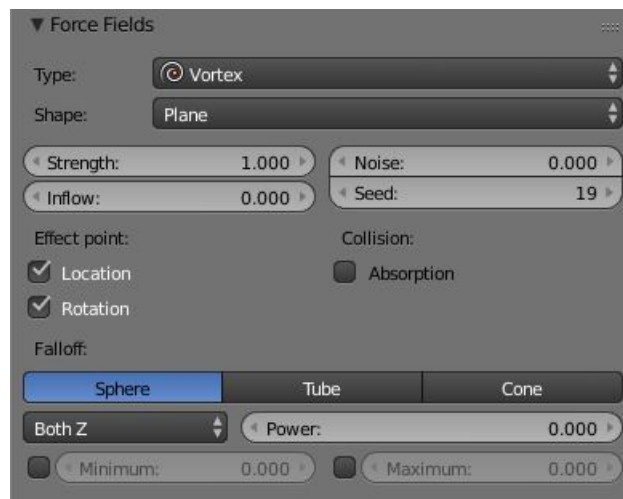 Force Fields
Type: Vortex
Shape: Plane
Strength: 1.000 Noise: 0.000
Inflow: 0.000 Seed: 19
Effect point: Collision:
Location Absorption
Rotation
Falloff:
Sphere Tube Cone
Both Z Power: 0.000
Minimum: 0.000 Maximum: 0.000